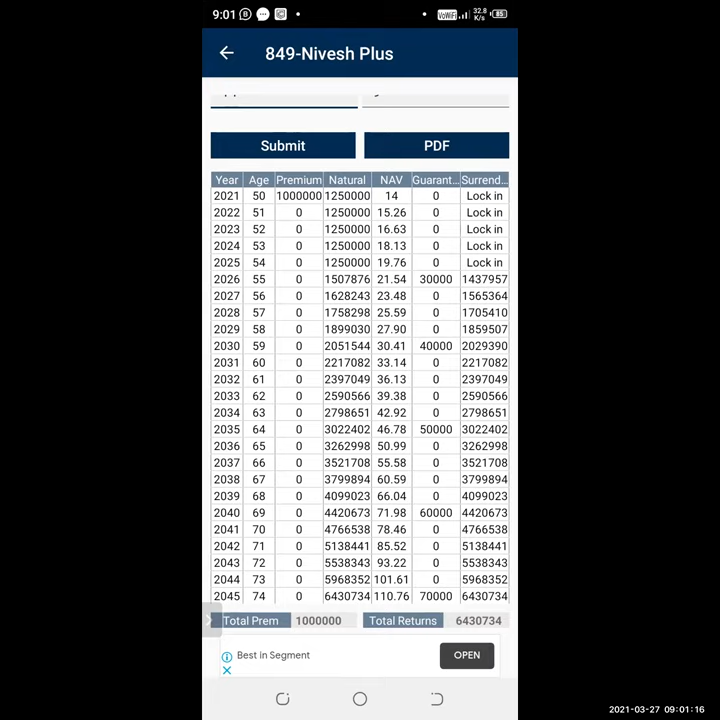 9:01 VoWiFi 32.8 K/s 85
849-Nivesh Plus
Submit PDF
Year Age Premium Natural NAV Guarant... Surrend...
2021 50 1000000 1250000 14 0 Lock in
2022 51 0 1250000 15.26 0 Lock in
2023 52 0 1250000 16.63 0 Lock in
2024 53 0 1250000 18.13 0 Lock in
2025 54 0 1250000 19.76 0 Lock in
2026 55 0 1507876 21.54 30000 1437957
2027 56 0 1628243 23.48 0 1565364
2028 57 0 1758298 25.59 0 1705410
2029 58 0 1899030 27.90 0 1859507
2030 59 0 2051544 30.41 40000 2029390
2031 60 0 2217082 33.14 0 2217082
2032 61 0 2397049 36.13 0 2397049
2033 62 0 2590566 39.38 0 2590566
2034 63 0 2798651 42.92 0 2798651
2035 64 0 3022402 46.78 50000 3022402
2036 65 0 3262998 50.99 0 3262998
2037 66 0 3521708 55.58 0 3521708
2038 67 0 3799894 60.59 0 3799894
2039 68 0 4099023 66.04 0 4099023
2040 69 0 4420673 71.98 60000 4420673
2041 70 0 4766538 78.46 0 4766538
2042 71 0 5138441 85.52 0 5138441
2043 72 0 5538343 93.22 0 5538343
2044 73 0 5968352 101.61 0 5968352
2045 74 0 6430734 110.76 70000 6430734
Total Prem 1000000 Total Returns 6430734
Best in Segment OPEN
2021-03-27 09:01:16